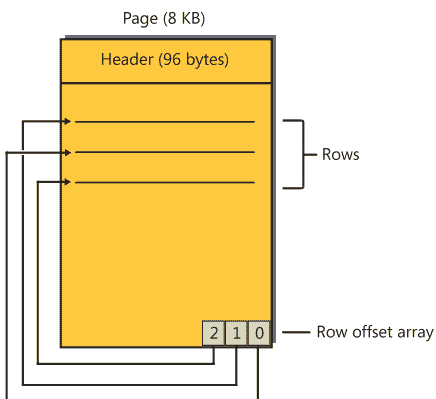 Page (8 KB)
Header (96 bytes)
Rows
2 1 0
Row offset array